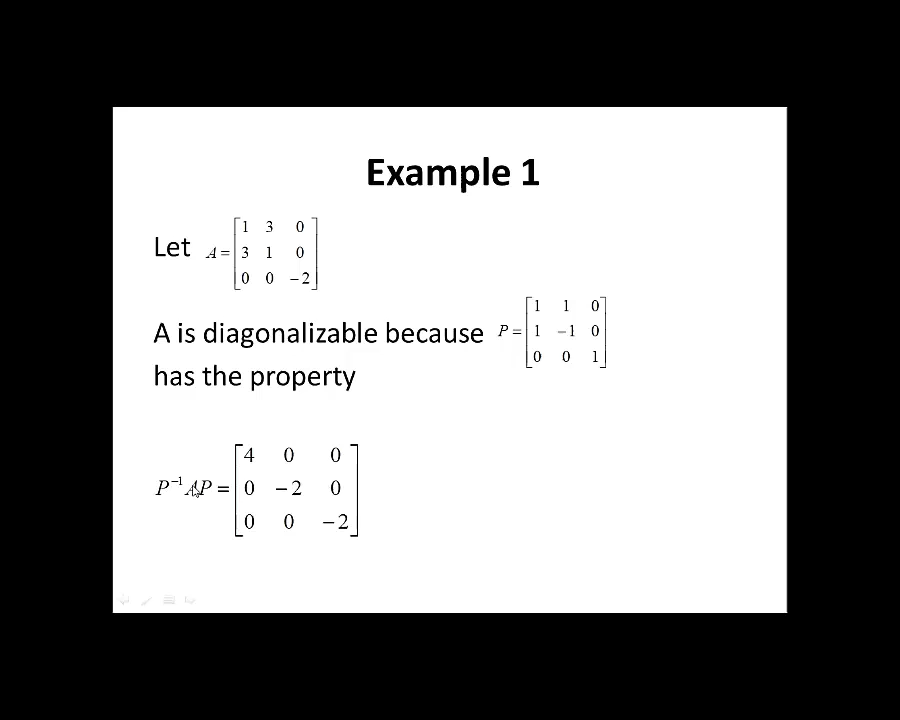 Example 1
Let A = [1 3 0
3 1 0
0 0 −2]
A is diagonalizable because P = [1 1 0
1 −1 0
0 0 1]
has the property
P⁻¹AP = [4 0 0
0 −2 0
0 0 −2]